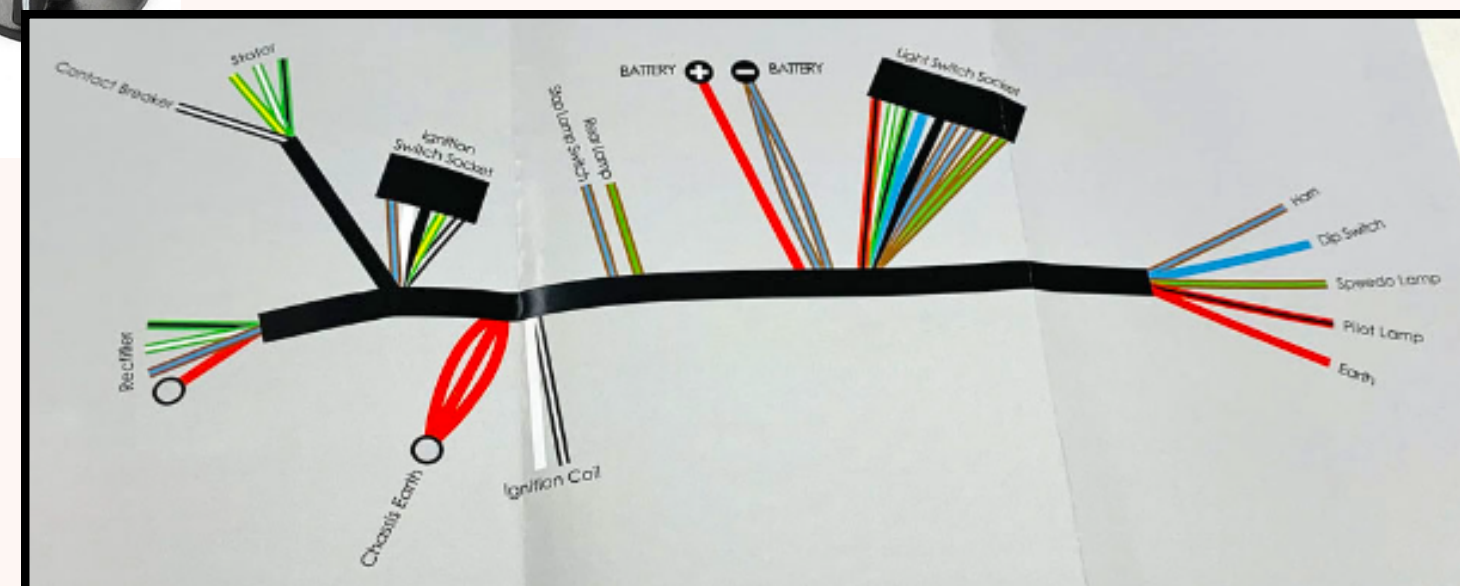 Contact Breaker
Stator
Ignition
Switch Socket
Stop Lamp Switch
Rear Lamp
BATTERY + - BATTERY
Light Switch Socket
Horn
Dip Switch
Speedo Lamp
Pilot Lamp
Earth
Rectifier
Chassis Earth
Ignition Coil